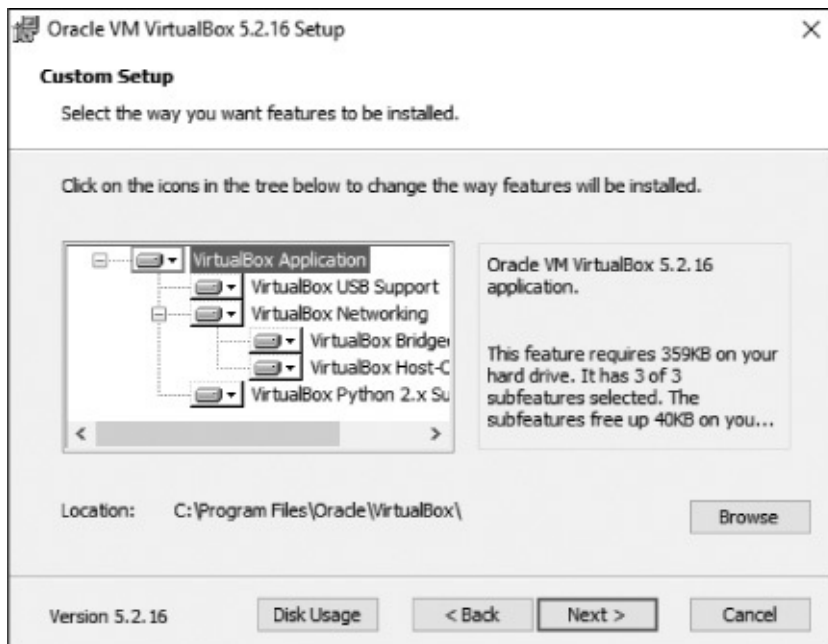 Oracle VM VirtualBox 5.2.16 Setup
Custom Setup
Select the way you want features to be installed.
Click on the icons in the tree below to change the way features will be installed.
VirtualBox Application
VirtualBox USB Support
VirtualBox Networking
VirtualBox Bridge
VirtualBox Host-
VirtualBox Python 2.x Su
Oracle VM VirtualBox 5.2.16
application.
This feature requires 359KB on your
hard drive. It has 3 of 3
subfeatures selected. The
subfeatures free up 40KB on you...
Location: C:\Program Files\Oracle\VirtualBox\
Browse
Version 5.2.16
Disk Usage
< Back
Next >
Cancel